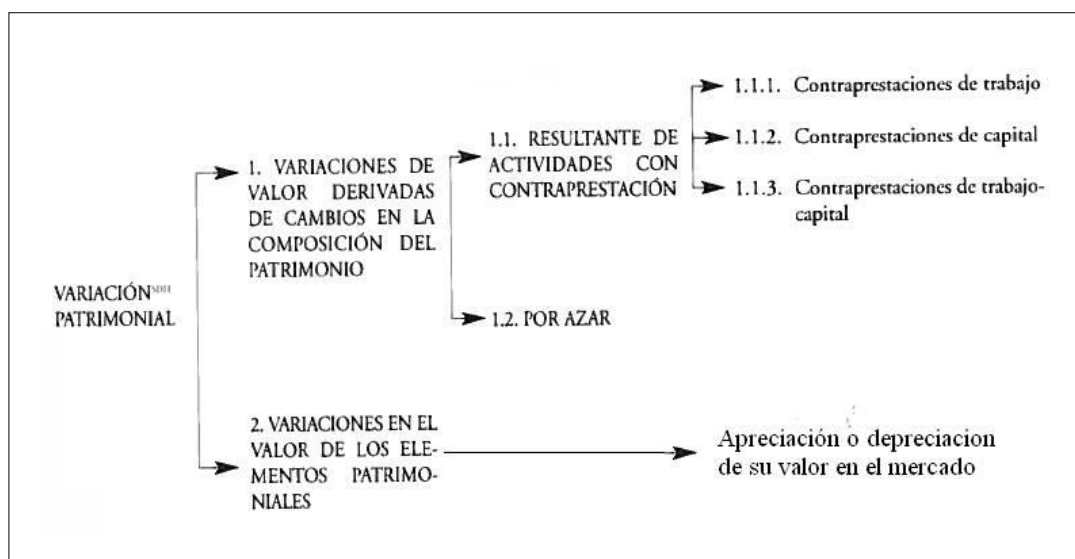 1.1.1. Contraprestaciones de trabajo
1.1. RESULTANTE DE
ACTIVIDADES CON
CONTRAPRESTACIÓN
1.1.2. Contraprestaciones de capital
1. VARIACIONES DE
VALOR DERIVADAS
DE CAMBIOS EN LA
COMPOSICIÓN DEL
PATRIMONIO
1.1.3. Contraprestaciones de trabajo-
capital
VARIACIÓN
PATRIMONIAL
1.2. POR AZAR
2. VARIACIONES EN EL
VALOR DE LOS ELE-
MENTOS PATRIMO-
NIALES
Apreciación o depreciacion
de su valor en el mercado